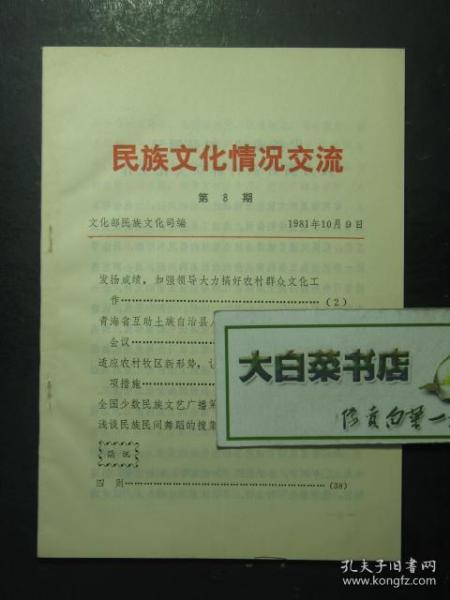 民族文化情况交流
第 8 期
文化部民族文化司编 1981年10月9日
发扬成绩，加强领导大力搞好农村群众文化工
作……………………………………（2）
青海省互助土族自治县人
会议………………
适应农村牧区新形势，认
项措施…………
全国少数民族文艺广播第
浅谈民族民间舞蹈的搜集
简讯
四则……………………………………（38）
大白菜书店
孔夫子旧书网
www.kongfz.com